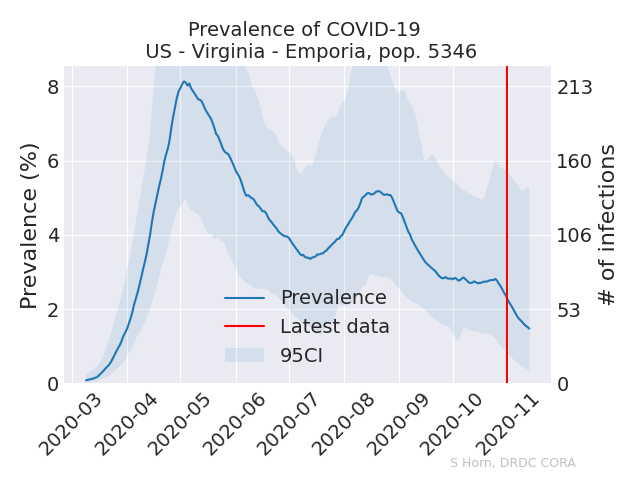 Prevalence of COVID-19
US - Virginia - Emporia, pop. 5346
Prevalence (%)
8
6
4
2
0
213
160
106
53
0
# of infections
Prevalence
Latest data
95CI
2020-03
2020-04
2020-05
2020-06
2020-07
2020-08
2020-09
2020-10
2020-11
S Horn, DRDC CORA